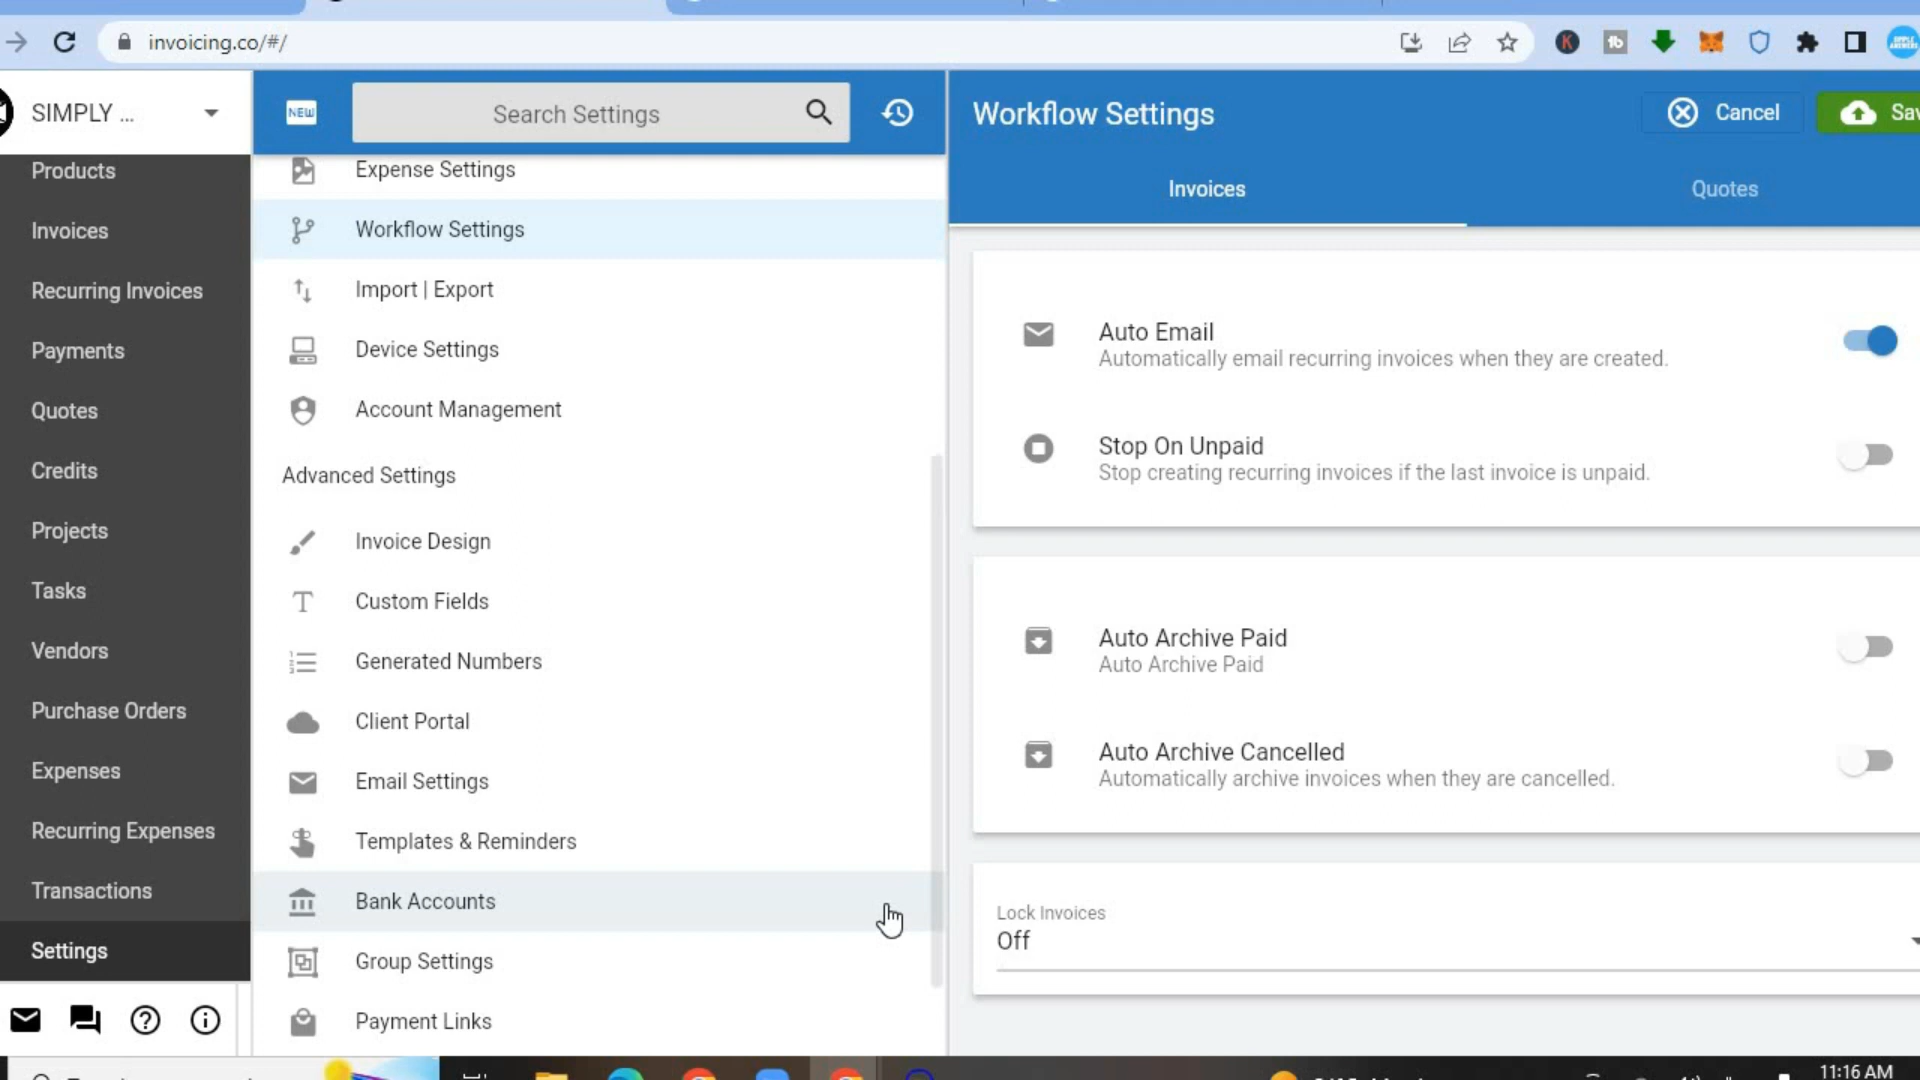 invoicing.co/#/
SIMPLY ...
NEW
Search Settings
Workflow Settings
Cancel
Invoices
Quotes
Products
Invoices
Recurring Invoices
Payments
Quotes
Credits
Projects
Tasks
Vendors
Purchase Orders
Expenses
Recurring Expenses
Transactions
Settings
Expense Settings
Workflow Settings
Import | Export
Device Settings
Account Management
Advanced Settings
Invoice Design
Custom Fields
Generated Numbers
Client Portal
Email Settings
Templates & Reminders
Bank Accounts
Group Settings
Payment Links
Auto Email
Automatically email recurring invoices when they are created.
Stop On Unpaid
Stop creating recurring invoices if the last invoice is unpaid.
Auto Archive Paid
Auto Archive Paid
Auto Archive Cancelled
Automatically archive invoices when they are cancelled.
Lock Invoices
Off
11:16 AM